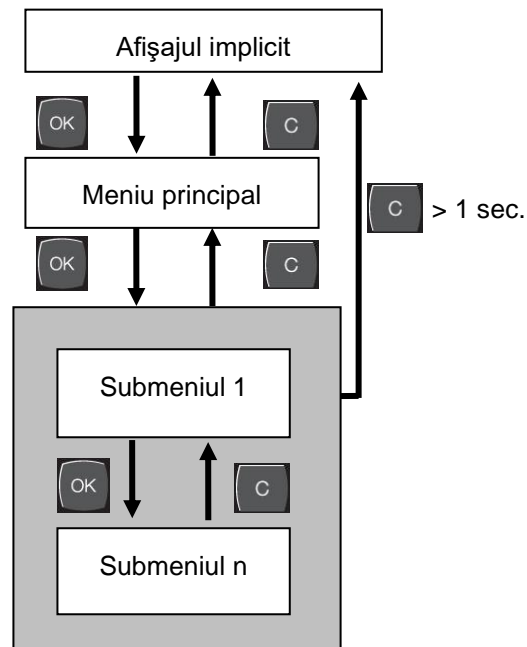 Afişajul implicit
OK
C
Meniu principal
C > 1 sec.
OK
C
Submeniul 1
OK
C
Submeniul n